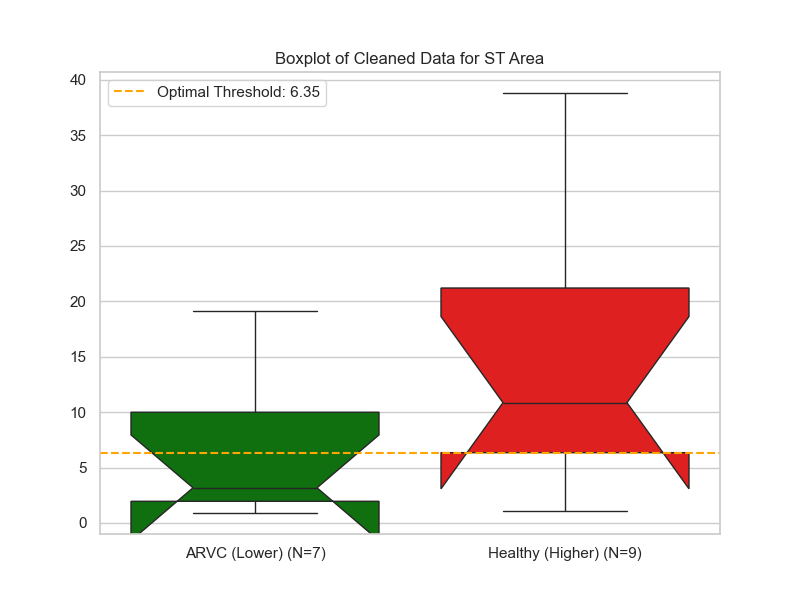 Boxplot of Cleaned Data for ST Area
Optimal Threshold: 6.35
40
35
30
25
20
15
10
5
0
ARVC (Lower) (N=7)
Healthy (Higher) (N=9)